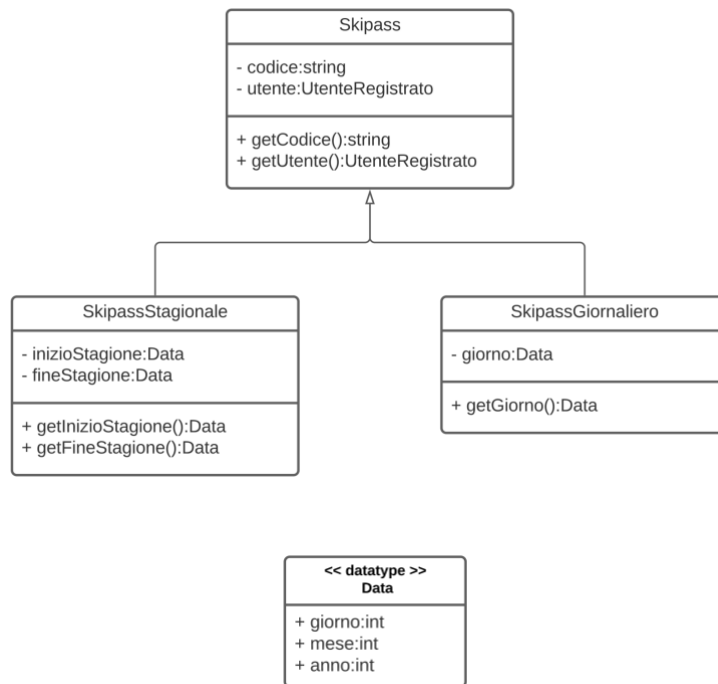 Skipass
- codice:string
- utente:UtenteRegistrato
+ getCodice():string
+ getUtente():UtenteRegistrato
SkipassStagionale
- inizioStagione:Data
- fineStagione:Data
+ getInizioStagione():Data
+ getFineStagione():Data
SkipassGiornaliero
- giorno:Data
+ getGiorno():Data
<< datatype >>
Data
+ giorno:int
+ mese:int
+ anno:int